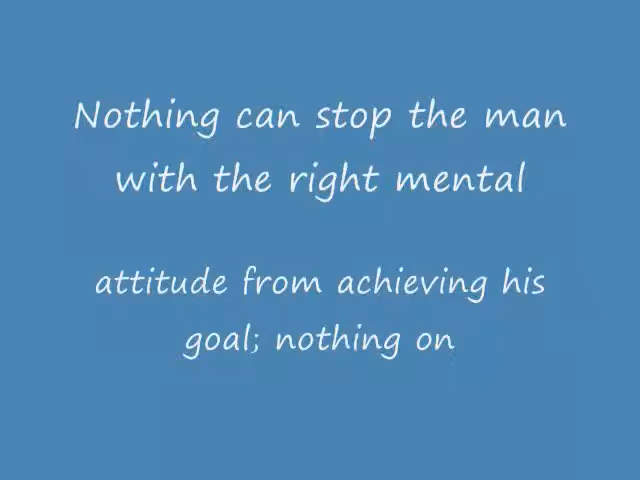 Nothing can stop the man
with the right mental
attitude from achieving his
goal; nothing on